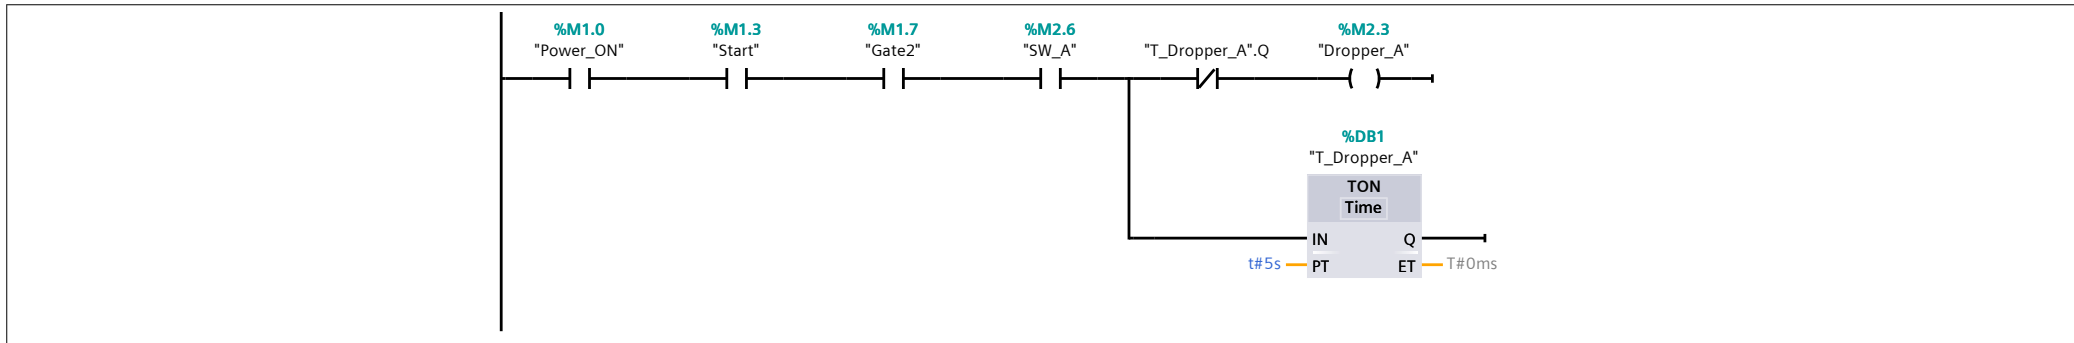 %M1.0 %M1.3 %M1.7 %M2.6 %M2.3
"Power_ON" "Start" "Gate2" "SW_A" "T_Dropper_A".Q "Dropper_A"
%DB1
"T_Dropper_A"
TON
Time
IN Q
t#5s PT ET T#0ms